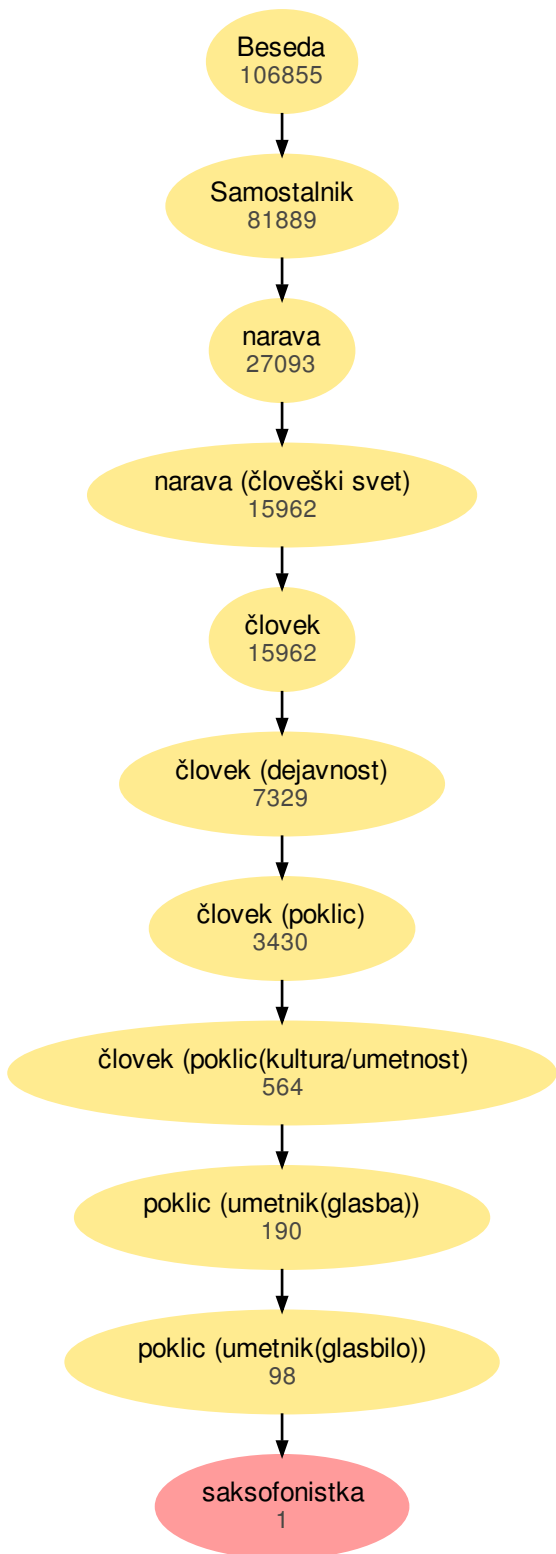 Beseda
106855
Samostalnik
81889
narava
27093
narava (človeški svet)
15962
človek
15962
človek (dejavnost)
7329
človek (poklic)
3430
človek (poklic(kultura/umetnost)
564
poklic (umetnik(glasba))
190
poklic (umetnik(glasbilo))
98
saksofonistka
1